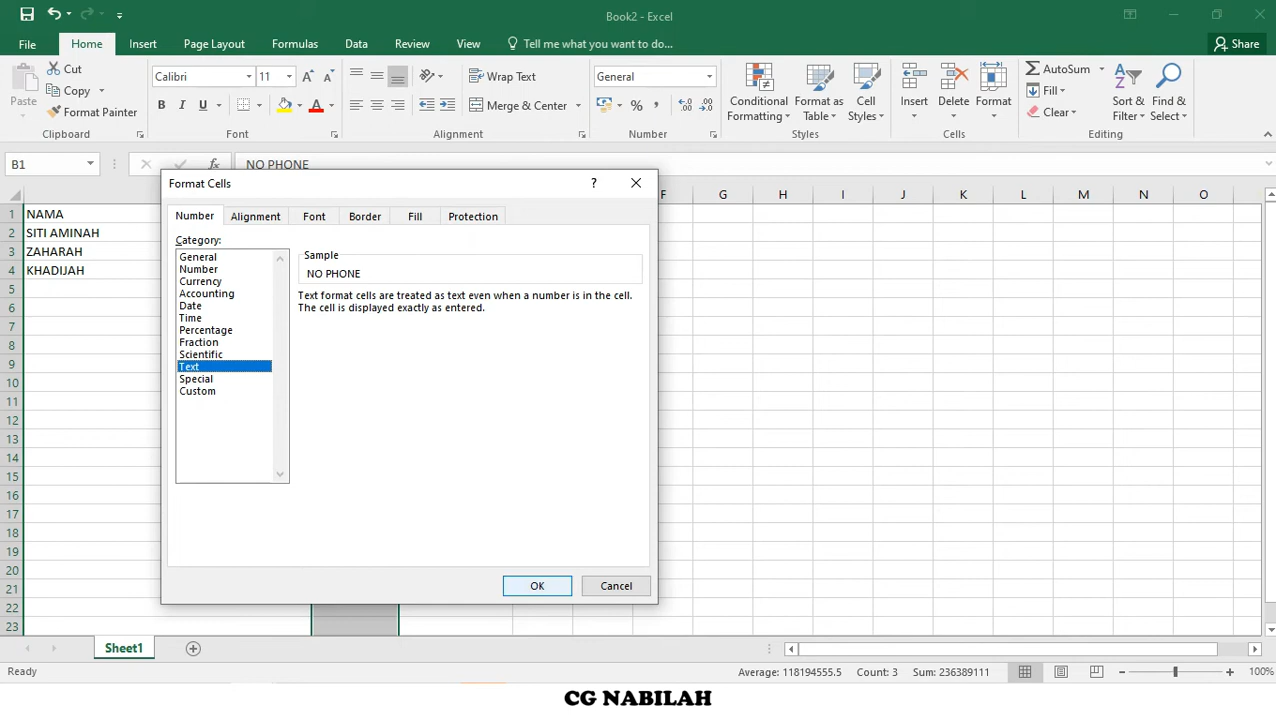 Book2 - Excel
File Home Insert Page Layout Formulas Data Review View Tell me what you want to do... Share
Paste
Cut
Copy
Format Painter
Clipboard
Calibri 11
B I U A
Font
Wrap Text
Merge & Center
Alignment
General
%
Number
Conditional Formatting
Format as Table
Cell Styles
Styles
Insert
Delete
Format
Cells
AutoSum
Fill
Clear
Sort & Filter
Find & Select
Editing
B1 fx NO PHONE
F G H I J K L M N O
1 NAMA
2 SITI AMINAH
3 ZAHARAH
4 KHADIJAH
5
6
7
8
9
10
11
12
13
14
15
16
17
18
19
20
21
22
23
Format Cells ?
Number Alignment Font Border Fill Protection
Category:
General
Number
Currency
Accounting
Date
Time
Percentage
Fraction
Scientific
Text
Special
Custom
Sample
NO PHONE
Text format cells are treated as text even when a number is in the cell.
The cell is displayed exactly as entered.
OK Cancel
Sheet1
Ready Average: 118194555.5 Count: 3 Sum: 236389111 100%
CG NABILAH